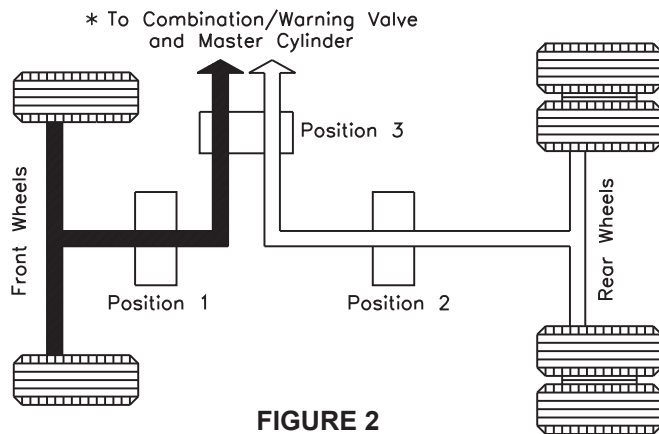 * To Combination/Warning Valve
and Master Cylinder
Position 3
Front Wheels
Rear Wheels
Position 1
Position 2
FIGURE 2